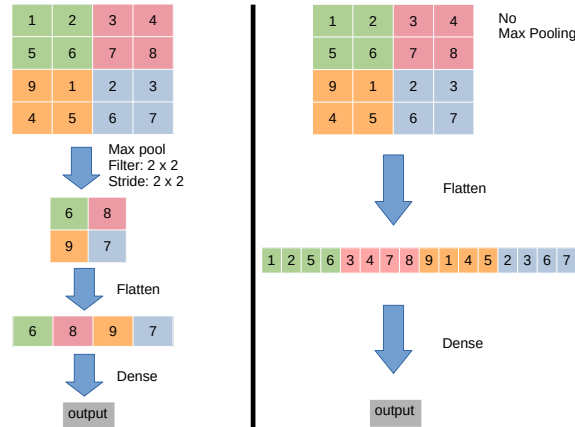 1 2 3 4
5 6 7 8
9 1 2 3
4 5 6 7
Max pool
Filter: 2 x 2
Stride: 2 x 2
6 8
9 7
Flatten
6 8 9 7
Dense
output
No
Max Pooling
1 2 3 4
5 6 7 8
9 1 2 3
4 5 6 7
Flatten
1 2 5 6 3 4 7 8 9 1 4 5 2 3 6 7
Dense
output